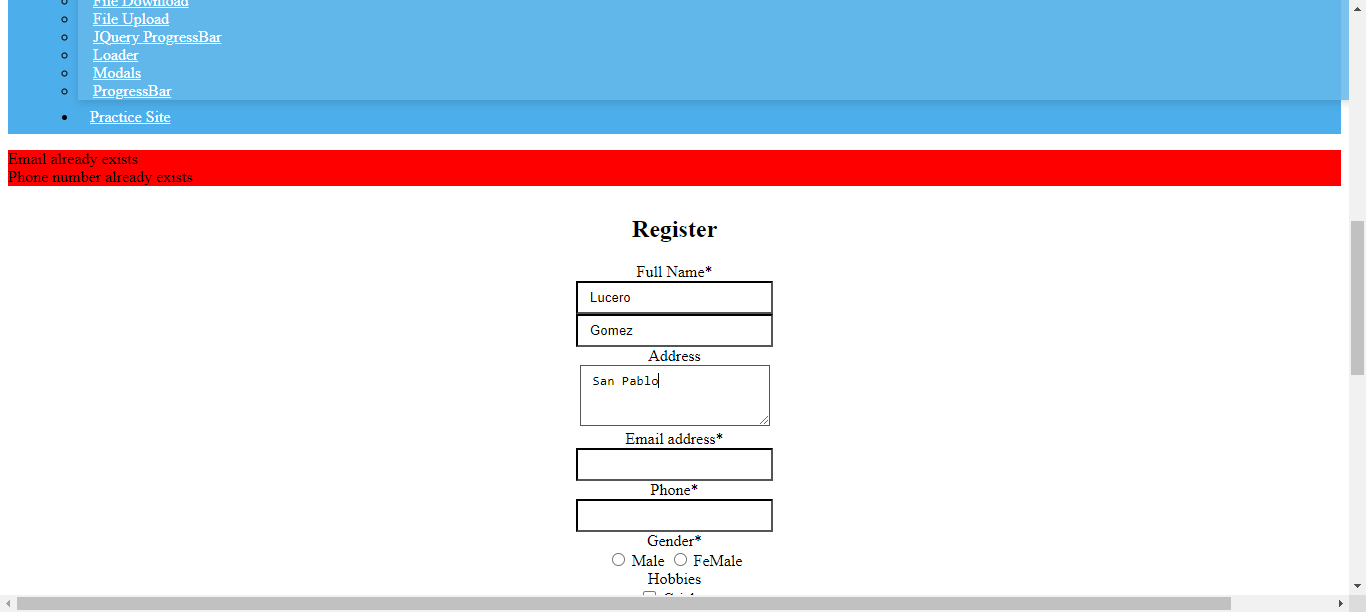 File Download
File Upload
JQuery ProgressBar
Loader
Modals
ProgressBar
Practice Site
Email already exists
Phone number already exists
Register
Full Name*
Lucero
Gomez
Address
San Pablo
Email address*
Phone*
Gender*
Male FeMale
Hobbies